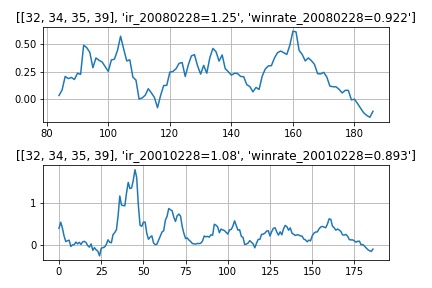 [[32, 34, 35, 39], 'ir_20080228=1.25', 'winrate_20080228=0.922']
0.50
0.25
0.00
80 100 120 140 160 180
[[32, 34, 35, 39], 'ir_20010228=1.08', 'winrate_20010228=0.893']
1
0
0 25 50 75 100 125 150 175